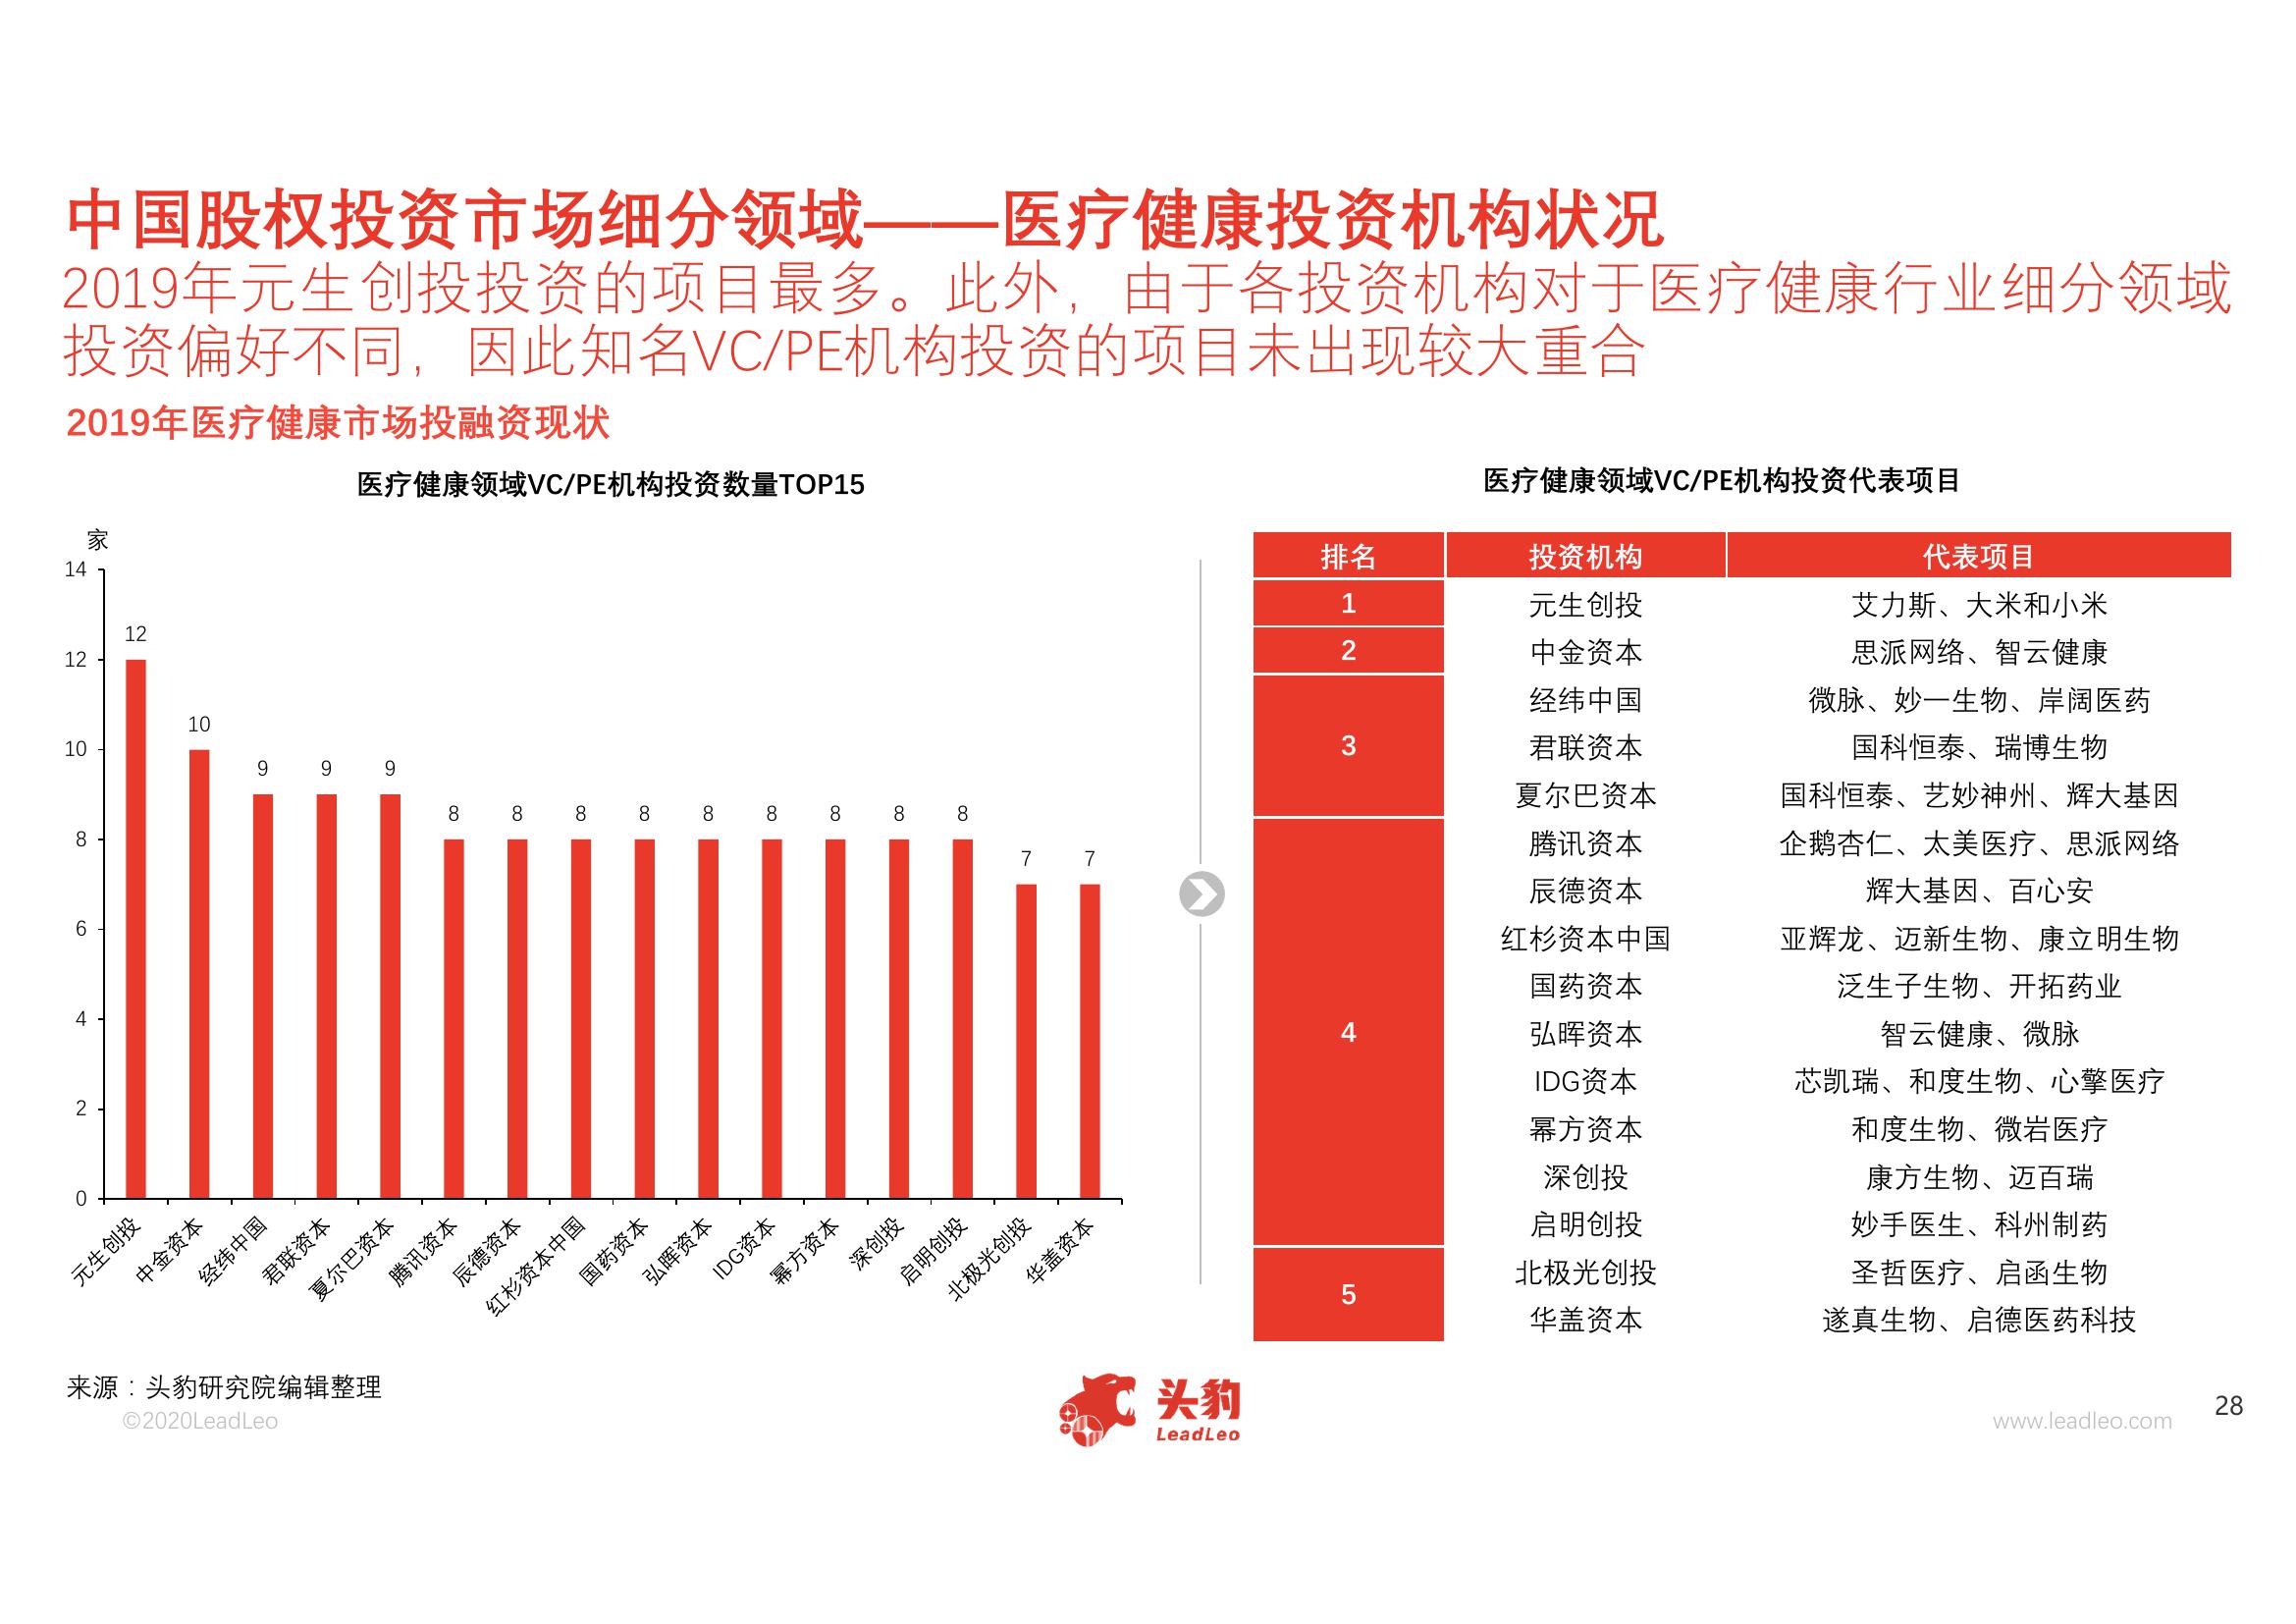 中国股权投资市场细分领域——医疗健康投资机构状况
2019年元生创投投资的项目最多。此外，由于各投资机构对于医疗健康行业细分领域
投资偏好不同，因此知名VC/PE机构投资的项目未出现较大重合
2019年医疗健康市场投融资现状
医疗健康领域VC/PE机构投资数量TOP15
家
14
12
10
8
6
4
2
0
12
10
9
9
9
8
8
8
8
8
8
8
8
8
7
7
元生创投
中金资本
经纬中国
君联资本
夏尔巴资本
腾讯资本
辰德资本
红杉资本中国
国药资本
弘晖资本
IDG资本
幂方资本
深创投
启明创投
北极光创投
华盖资本
医疗健康领域VC/PE机构投资代表项目
排名 投资机构 代表项目
1 元生创投 艾力斯、大米和小米
2 中金资本 思派网络、智云健康
经纬中国 微脉、妙一生物、岸阔医药
3 君联资本 国科恒泰、瑞博生物
夏尔巴资本 国科恒泰、艺妙神州、辉大基因
腾讯资本 企鹅杏仁、太美医疗、思派网络
辰德资本 辉大基因、百心安
红杉资本中国 亚辉龙、迈新生物、康立明生物
国药资本 泛生子生物、开拓药业
4 弘晖资本 智云健康、微脉
IDG资本 芯凯瑞、和度生物、心擎医疗
幂方资本 和度生物、微岩医疗
深创投 康方生物、迈百瑞
启明创投 妙手医生、科州制药
北极光创投 圣哲医疗、启函生物
5
华盖资本 遂真生物、启德医药科技
来源：头豹研究院编辑整理
©2020LeadLeo
头豹
LeadLeo
www.leadleo.com
28